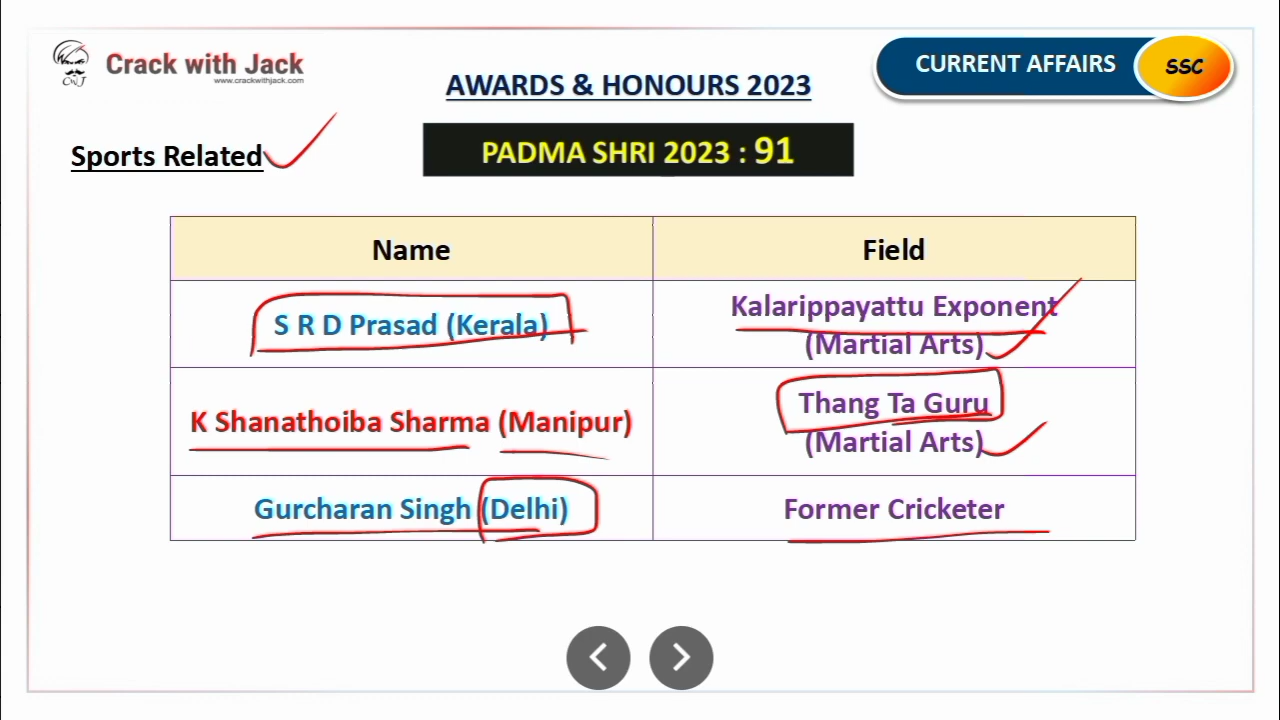 Crack with Jack
www.crackwithjack.com
CWJ
AWARDS & HONOURS 2023
CURRENT AFFAIRS
SSC
Sports Related
PADMA SHRI 2023 : 91
Name
Field
S R D Prasad (Kerala)
Kalarippayattu Exponent
(Martial Arts)
K Shanathoiba Sharma (Manipur)
Thang Ta Guru
(Martial Arts)
Gurcharan Singh (Delhi)
Former Cricketer